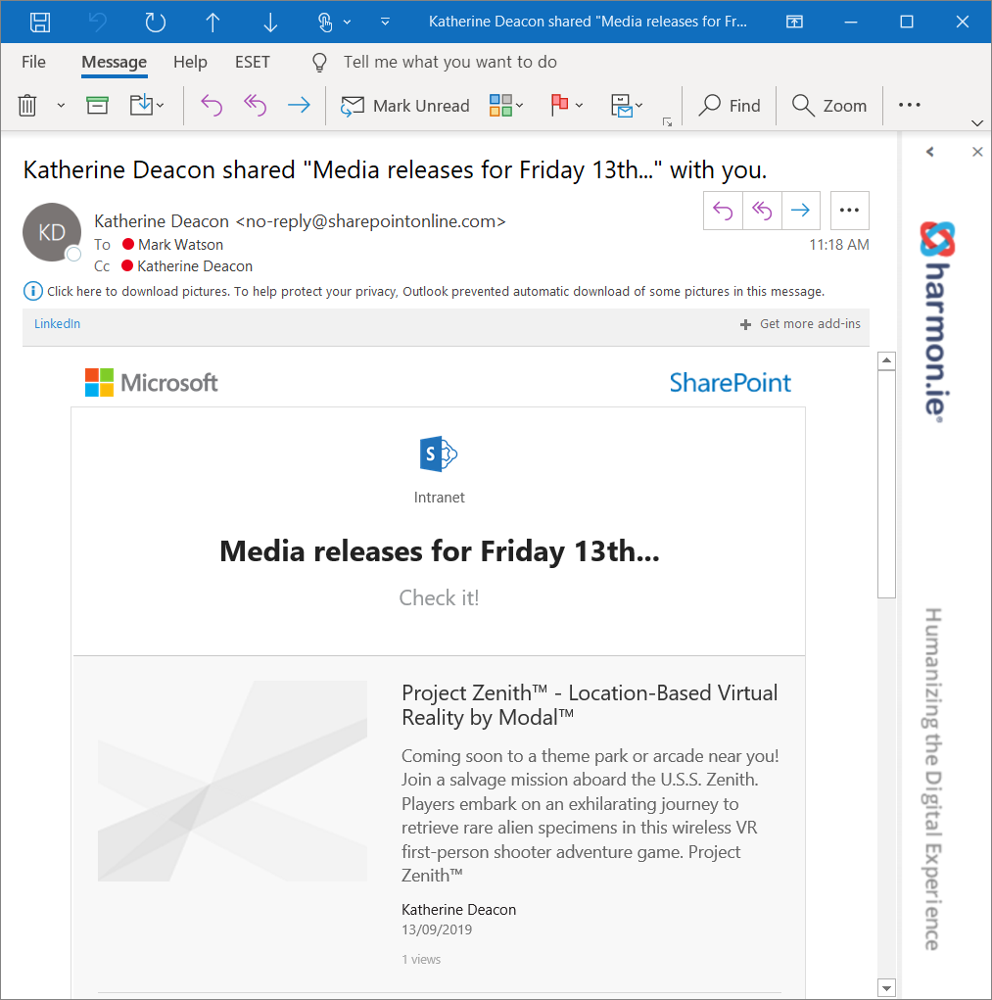 Katherine Deacon shared "Media releases for Fr...
File Message Help ESET Tell me what you want to do
Mark Unread Find Zoom
Katherine Deacon shared "Media releases for Friday 13th..." with you.
KD
Katherine Deacon <no-reply@sharepointonline.com>
To Mark Watson
11:18 AM
Cc Katherine Deacon
Click here to download pictures. To help protect your privacy, Outlook prevented automatic download of some pictures in this message.
LinkedIn
Get more add-ins
Microsoft
SharePoint
S
Intranet
Media releases for Friday 13th...
Check it!
Project Zenith™ - Location-Based Virtual
Reality by Modal™
Coming soon to a theme park or arcade near you!
Join a salvage mission aboard the U.S.S. Zenith.
Players embark on an exhilarating journey to
retrieve rare alien specimens in this wireless VR
first-person shooter adventure game. Project
Zenith™
Katherine Deacon
13/09/2019
1 views
harmon.ie®
Humanizing the Digital Experience